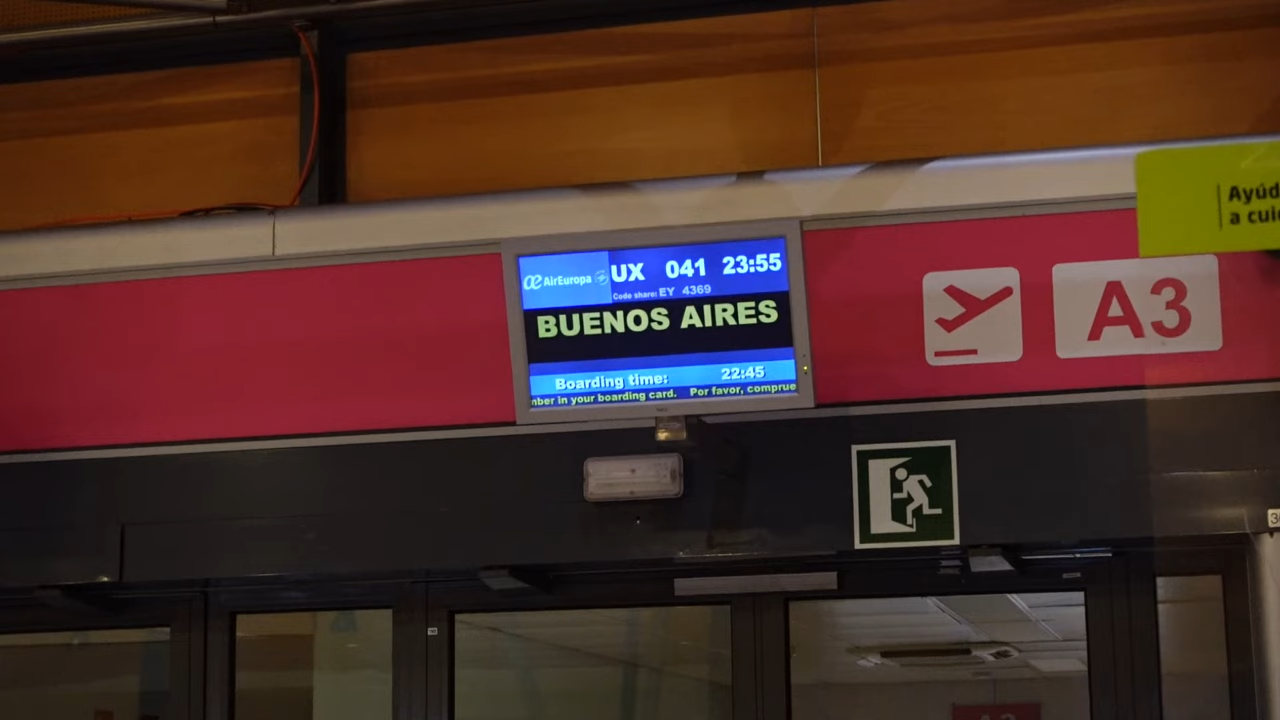 AirEuropa UX 041 23:55
Code share: EY 4369
BUENOS AIRES
Boarding time: 22:45
mber in your boarding card. Por favor, comprue
A3
Ayúd
a cui
A3